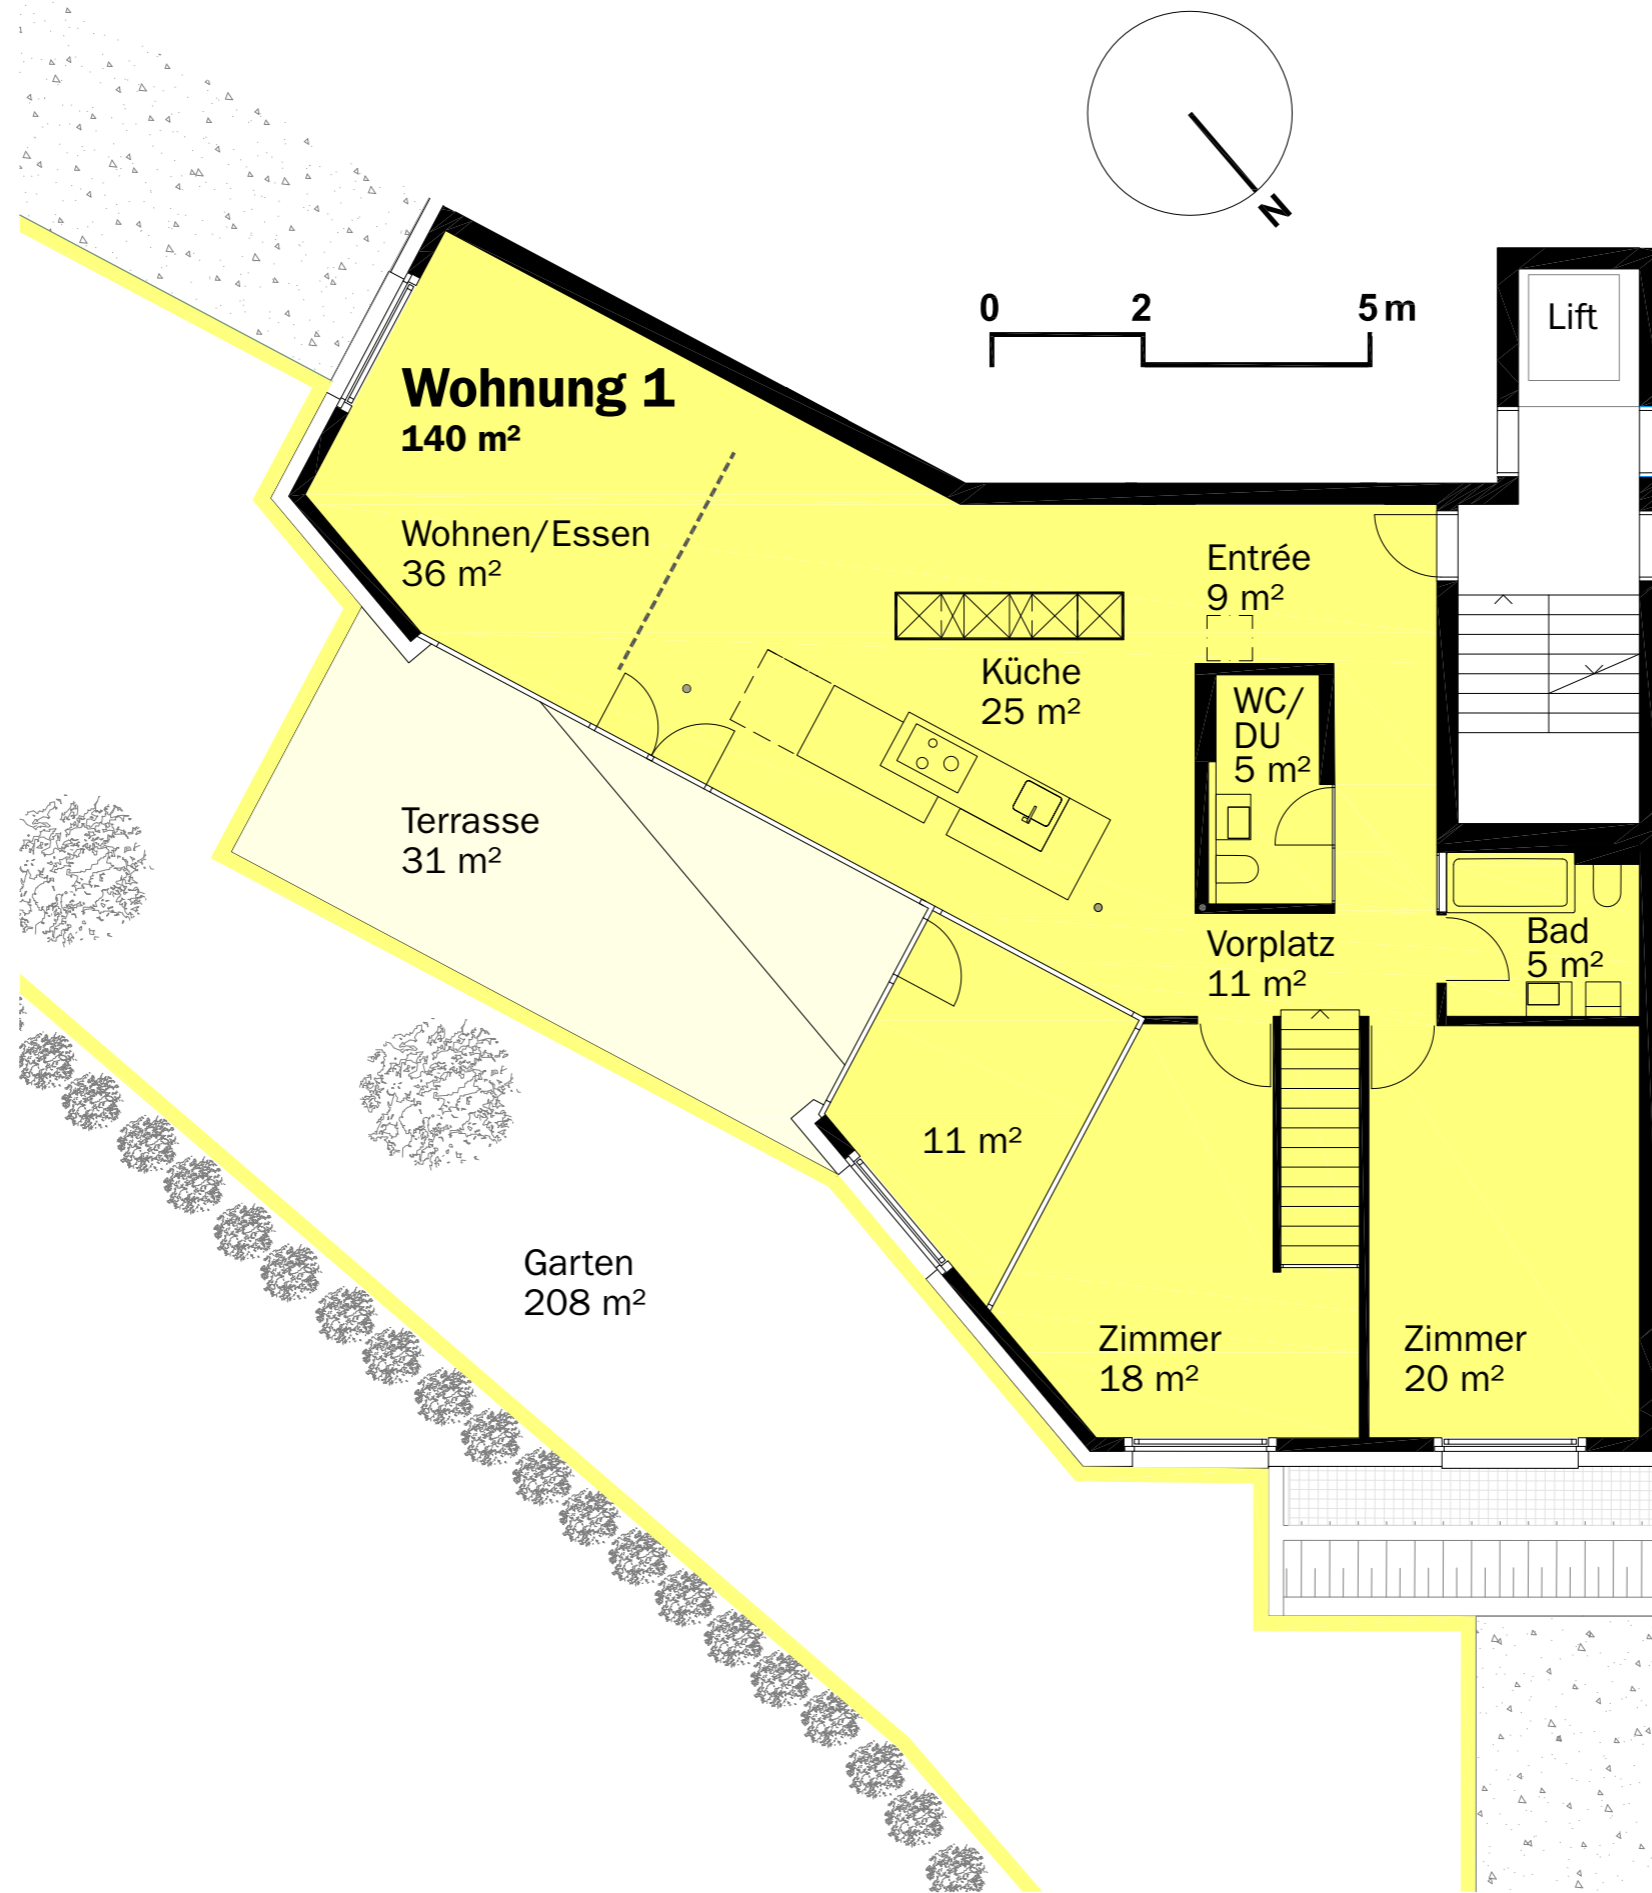 N
0 2 5 m
Lift
Wohnung 1
140 m²
Wohnen/Essen
36 m²
Entrée
9 m²
Küche
25 m²
WC/
DU
5 m²
Terrasse
31 m²
Vorplatz
11 m²
Bad
5 m²
11 m²
Garten
208 m²
Zimmer
18 m²
Zimmer
20 m²